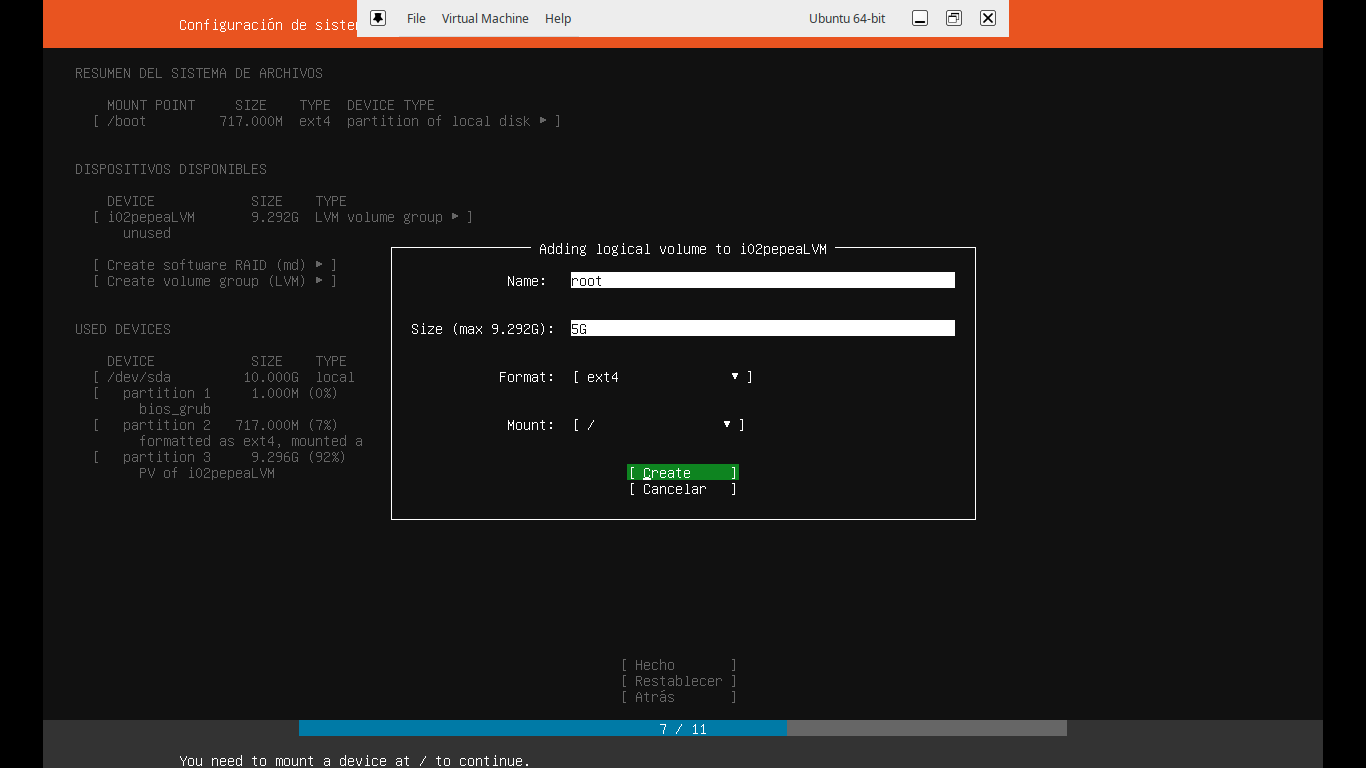 Configuración de siste
File Virtual Machine Help Ubuntu 64-bit
RESUMEN DEL SISTEMA DE ARCHIVOS
MOUNT POINT SIZE TYPE DEVICE TYPE
[ /boot 717.000M ext4 partition of local disk ▸ ]
DISPOSITIVOS DISPONIBLES
DEVICE SIZE TYPE
[ i02pepeaLVM 9.292G LVM volume group ▸ ]
unused
[ Create software RAID (md) ▸ ]
[ Create volume group (LVM) ▸ ]
USED DEVICES
DEVICE SIZE TYPE
[ /dev/sda 10.000G local
[ partition 1 1.000M (0%)
bios_grub
[ partition 2 717.000M (7%)
formatted as ext4, mounted a
[ partition 3 9.296G (92%)
PV of i02pepeaLVM
Adding logical volume to i02pepeaLVM
Name: root
Size (max 9.292G): 5G
Format: [ ext4 ▾ ]
Mount: [ / ▾ ]
[ Create ]
[ Cancelar ]
[ Hecho ]
[ Restablecer ]
[ Atrás ]
7 / 11
You need to mount a device at / to continue.